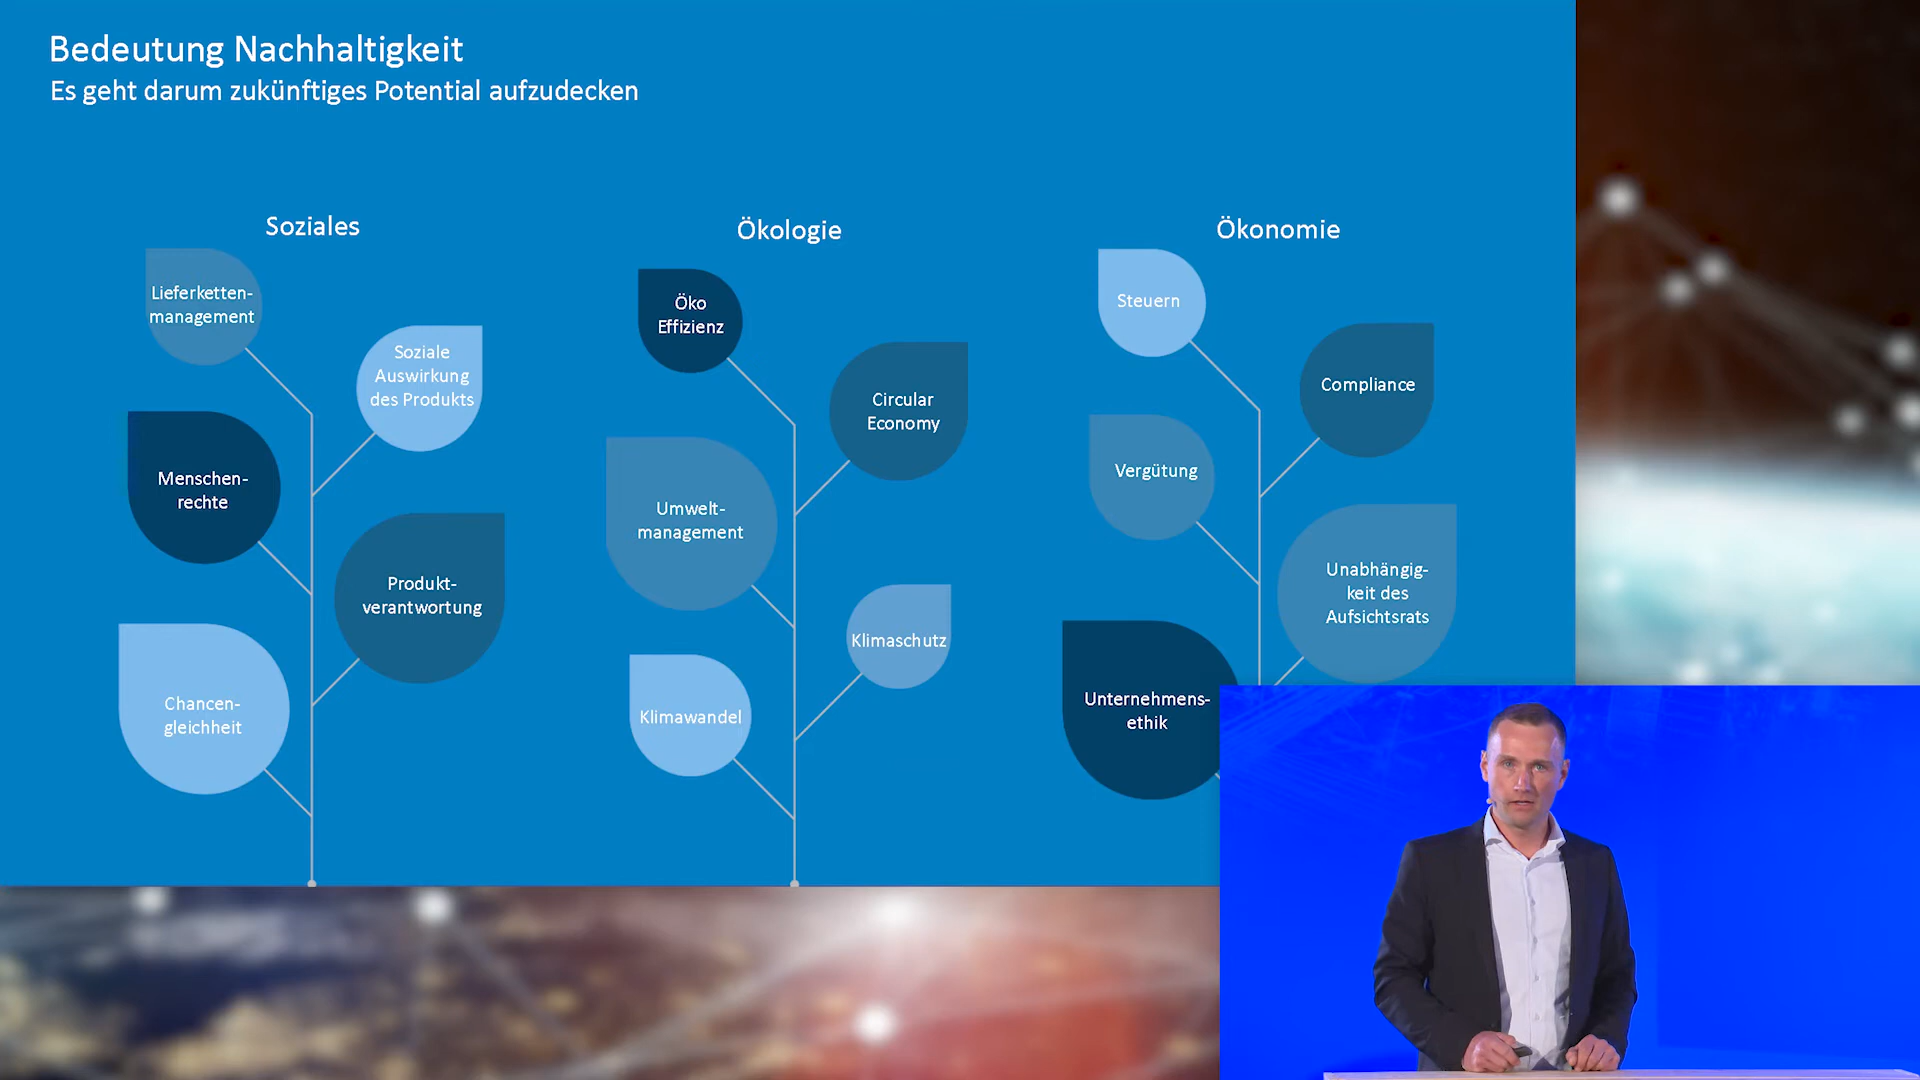 Bedeutung Nachhaltigkeit
Es geht darum zukünftiges Potential aufzudecken
Soziales
Lieferketten-
management
Soziale
Auswirkung
des Produkts
Menschen-
rechte
Produkt-
verantwortung
Chancen-
gleichheit
Ökologie
Öko
Effizienz
Circular
Economy
Umwelt-
management
Klimaschutz
Klimawandel
Ökonomie
Steuern
Compliance
Vergütung
Unabhängig-
keit des
Aufsichtsrats
Unternehmens-
ethik